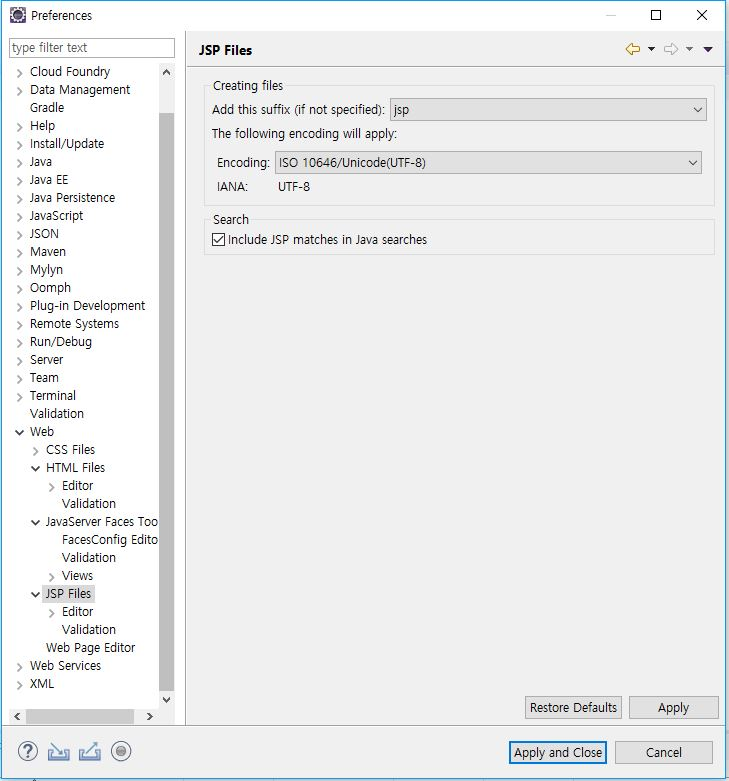 Preferences
type filter text
Cloud Foundry
Data Management
Gradle
Help
Install/Update
Java
Java EE
Java Persistence
JavaScript
JSON
Maven
Mylyn
Oomph
Plug-in Development
Remote Systems
Run/Debug
Server
Team
Terminal
Validation
Web
CSS Files
HTML Files
Editor
Validation
JavaServer Faces Too
FacesConfig Edito
Validation
Views
JSP Files
Editor
Validation
Web Page Editor
Web Services
XML
JSP Files
Creating files
Add this suffix (if not specified): jsp
The following encoding will apply:
Encoding: ISO 10646/Unicode(UTF-8)
IANA: UTF-8
Search
Include JSP matches in Java searches
Restore Defaults Apply
? Apply and Close Cancel